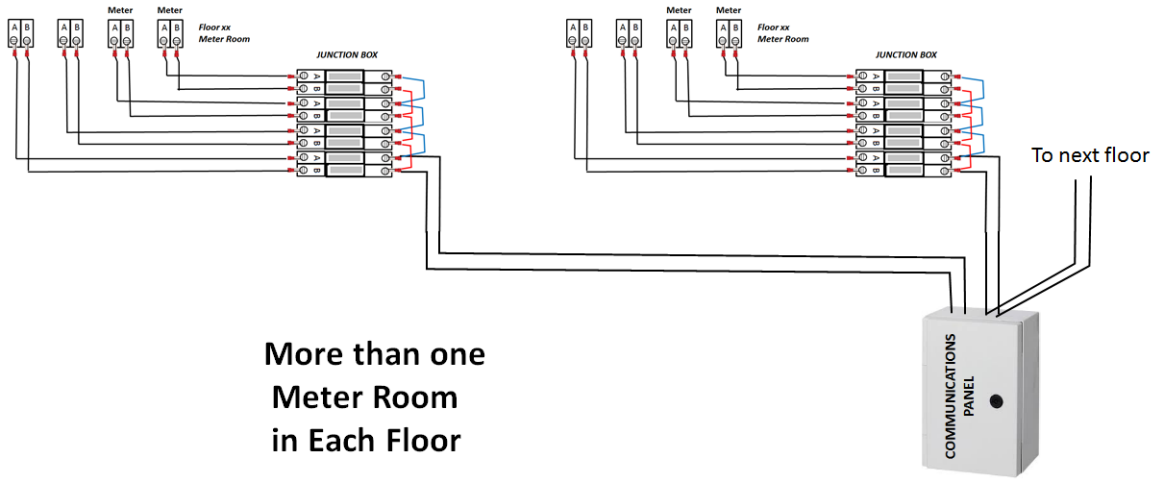 Meter Meter
A B A B A B A B
Floor xx
Meter Room
JUNCTION BOX
A
B
A
B
A
B
A
B
Meter Meter
A B A B A B A B
Floor xx
Meter Room
JUNCTION BOX
A
B
A
B
A
B
A
B
To next floor
COMMUNICATIONS
PANEL
More than one
Meter Room
in Each Floor